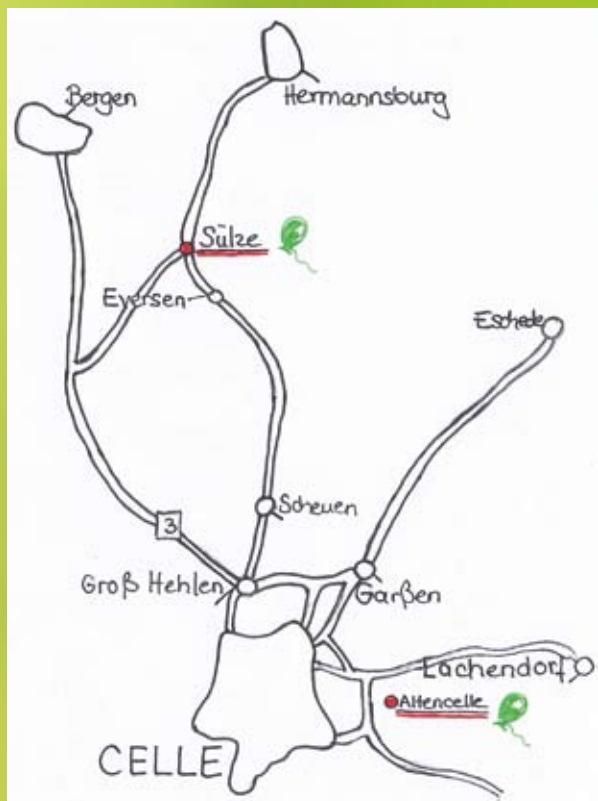 Bergen
Hermannsburg
Sülze
Eversen
Eschede
Scheuen
3
Groß Hehlen
Garßen
Lachendorf
Altencelle
CELLE